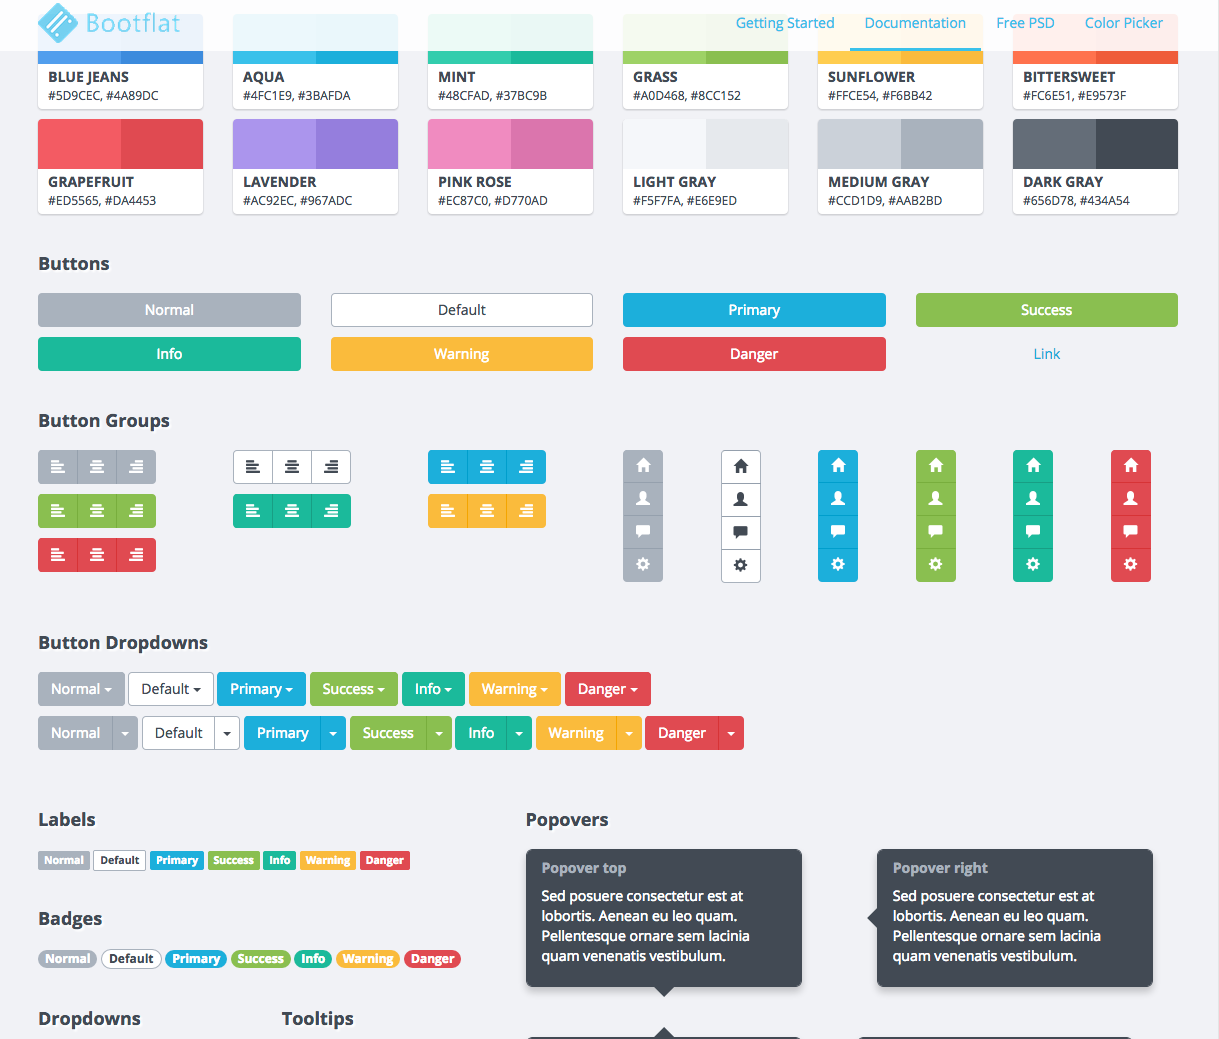 Bootflat
Getting Started Documentation Free PSD Color Picker
BLUE JEANS AQUA MINT GRASS SUNFLOWER BITTERSWEET
#5D9CEC, #4A89DC #4FC1E9, #3BAFDA #48CFAD, #37BC9B #A0D468, #8CC152 #FFCE54, #F6BB42 #FC6E51, #E9573F
GRAPEFRUIT LAVENDER PINK ROSE LIGHT GRAY MEDIUM GRAY DARK GRAY
#ED5565, #DA4453 #AC92EC, #967ADC #EC87C0, #D770AD #F5F7FA, #E6E9ED #CCD1D9, #AAB2BD #656D78, #434A54
Buttons
Normal Default Primary Success
Info Warning Danger Link
Button Groups
Button Dropdowns
Normal Default Primary Success Info Warning Danger
Normal Default Primary Success Info Warning Danger
Labels
Normal Default Primary Success Info Warning Danger
Badges
Normal Default Primary Success Info Warning Danger
Dropdowns Tooltips
Popovers
Popover top
Sed posuere consectetur est at
lobortis. Aenean eu leo quam.
Pellentesque ornare sem lacinia
quam venenatis vestibulum.
Popover right
Sed posuere consectetur est at
lobortis. Aenean eu leo quam.
Pellentesque ornare sem lacinia
quam venenatis vestibulum.